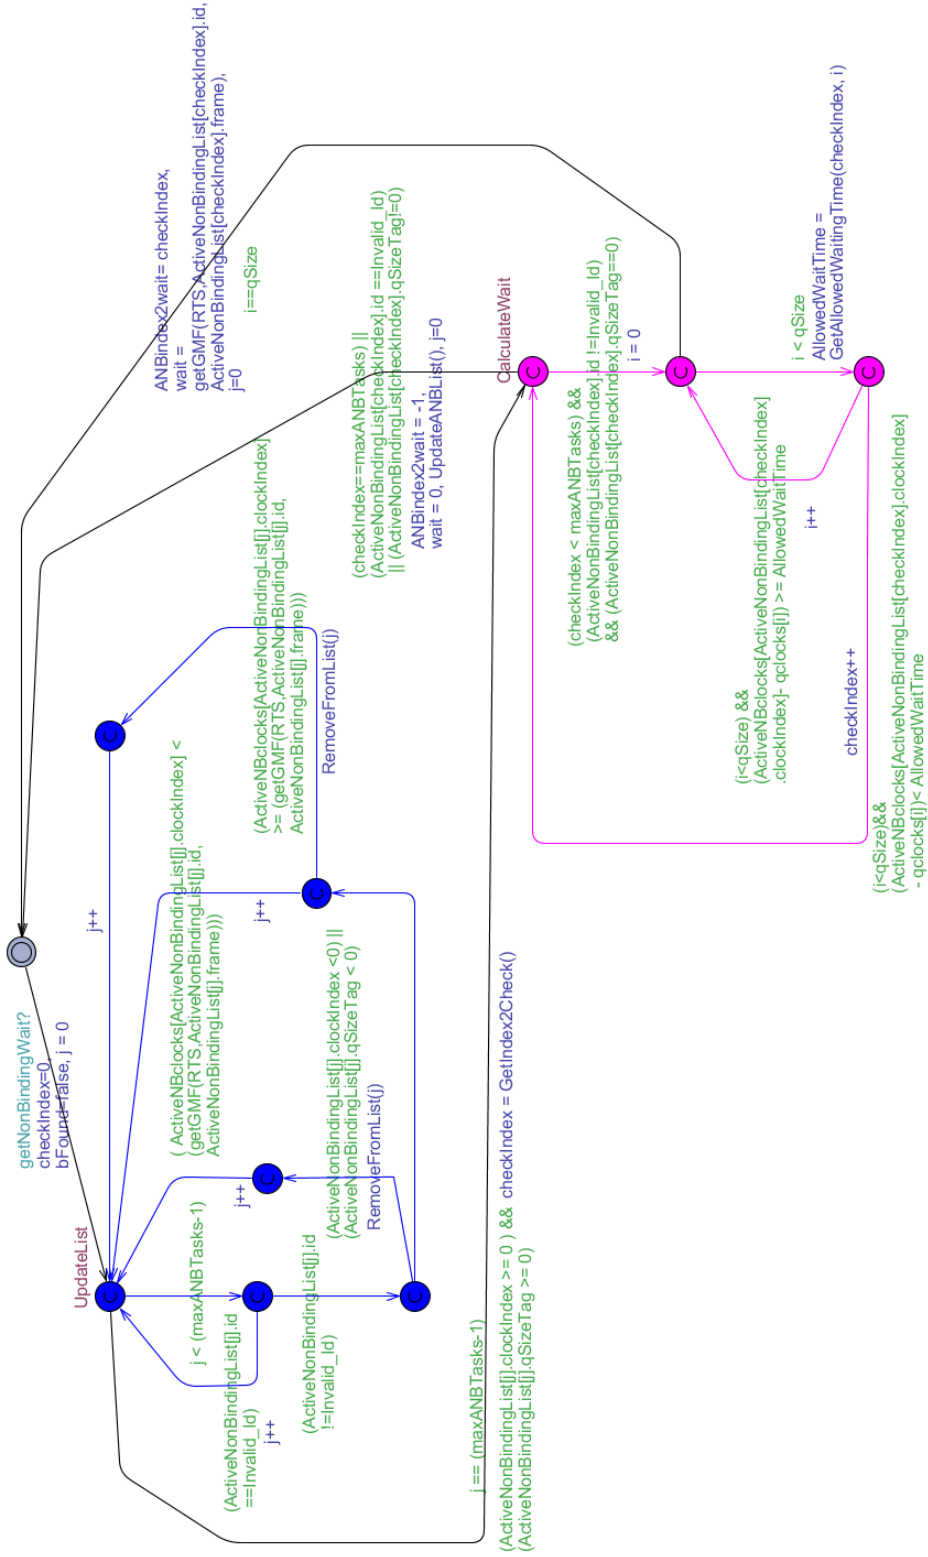 getNonBindingWait?
checkIndex=0,
bFound=false, j = 0
UpdateList
j++
j < (maxANBTasks-1)
(ActiveNonBindingList[j].id
==Invalid_Id)
j++
(ActiveNonBindingList[j].id
!=Invalid_Id)
j++
( ActiveNBclocks[ActiveNonBindingList[j].clockIndex] <
(getGMF(RTS,ActiveNonBindingList[j].id,
ActiveNonBindingList[j].frame)))
j++
(ActiveNonBindingList[j].clockIndex <0) ||
(ActiveNonBindingList[j].qSizeTag < 0)
RemoveFromList(j)
(ActiveNBclocks[ActiveNonBindingList[j].clockIndex]
>= (getGMF(RTS,ActiveNonBindingList[j].id,
ActiveNonBindingList[j].frame)))
RemoveFromList(j)
ANBindex2wait= checkIndex,
wait =
getGMF(RTS,ActiveNonBindingList[checkIndex].id,
ActiveNonBindingList[checkIndex].frame),
j=0
i==qSize
(checkIndex==maxANBTasks) ||
(ActiveNonBindingList[checkIndex].id ==Invalid_Id)
|| (ActiveNonBindingList[checkIndex].qSizeTag!=0)
ANBindex2wait = -1,
wait = 0, UpdateANBList(), j=0
j == (maxANBTasks-1)
(ActiveNonBindingList[j].clockIndex >= 0 ) && checkIndex = GetIndex2Check()
(ActiveNonBindingList[j].qSizeTag >= 0)
CalculateWait
(checkIndex < maxANBTasks) &&
(ActiveNonBindingList[checkIndex].id !=Invalid_Id)
&& (ActiveNonBindingList[checkIndex].qSizeTag==0)
i = 0
(i<qSize) &&
(ActiveNBclocks[ActiveNonBindingList[checkIndex]
.clockIndex]- qclocks[i]) >= AllowedWaitTime
i++
i < qSize
AllowedWaitTime =
GetAllowedWaitingTime(checkIndex, i)
checkIndex++
(i<qSize)&&
(ActiveNBclocks[ActiveNonBindingList[checkIndex].clockIndex]
- qclocks[i])< AllowedWaitTime